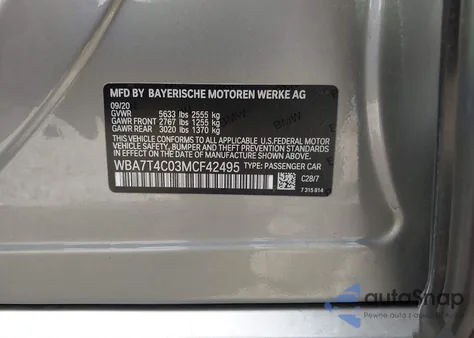 MFD BY BAYERISCHE MOTOREN WERKE AG
09/20
GVWR 5633 lbs 2555 kg
GAWR FRONT 2767 lbs 1255 kg
GAWR REAR 3020 lbs 1370 kg
THIS VEHICLE CONFORMS TO ALL APPLICABLE U.S.FEDERAL MOTOR
VEHICLE SAFETY, BUMPER, AND THEFT PREVENTION STANDARDS IN
EFFECT ON THE DATE OF MANUFACTURE SHOWN ABOVE.
WBA7T4C03MCF42495 TYPE: PASSENGER CAR
C28/7
7 315 814
autoSnap
Pewne auta z